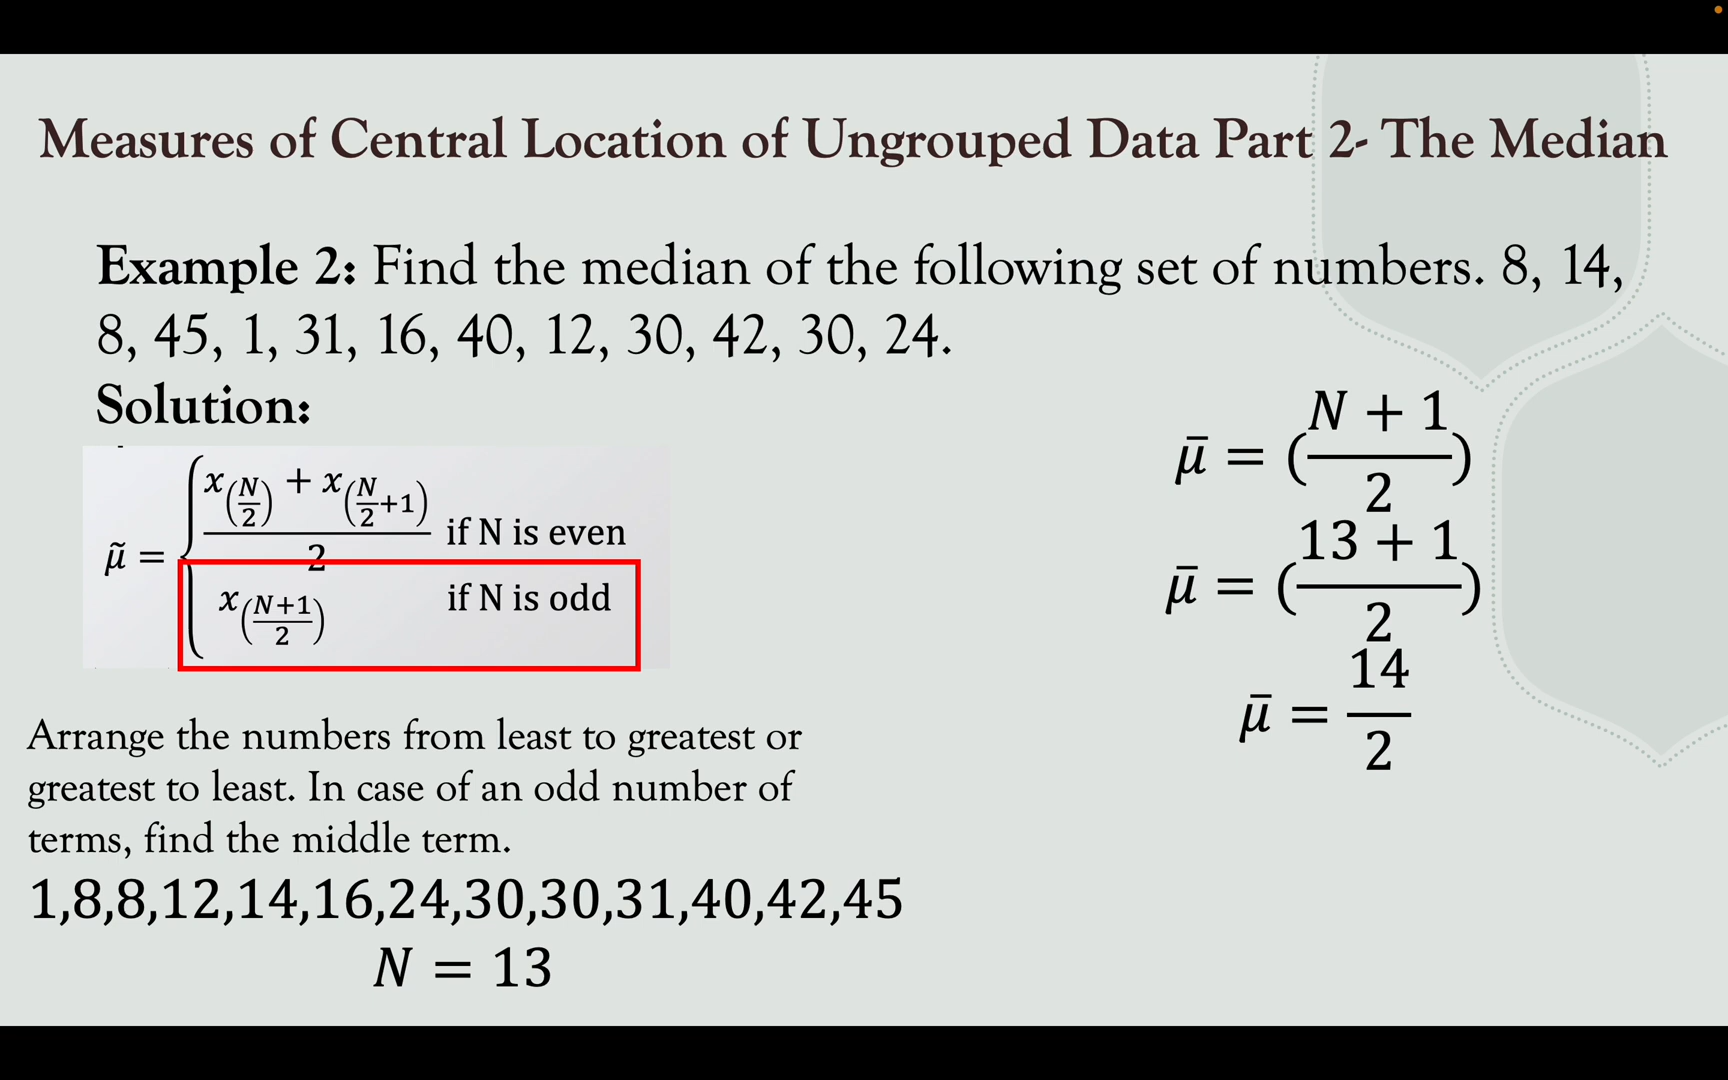 Measures of Central Location of Ungrouped Data Part 2- The Median
Example 2: Find the median of the following set of numbers. 8, 14,
8, 45, 1, 31, 16, 40, 12, 30, 42, 30, 24.
Solution:
μ̃ = { (x_(N/2) + x_(N/2+1))/2 if N is even
x_((N+1)/2) if N is odd
Arrange the numbers from least to greatest or
greatest to least. In case of an odd number of
terms, find the middle term.
1,8,8,12,14,16,24,30,30,31,40,42,45
N = 13
μ̄ = ((N + 1)/2)
μ̄ = ((13 + 1)/2)
μ̄ = 14/2